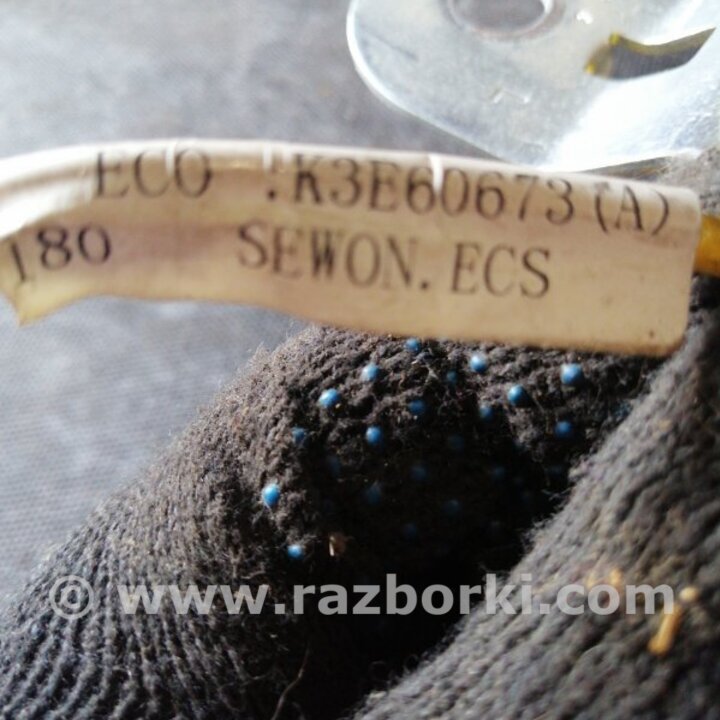 ECO :K3E60673(A)
180 SEWON.ECS
© www.razborki.com